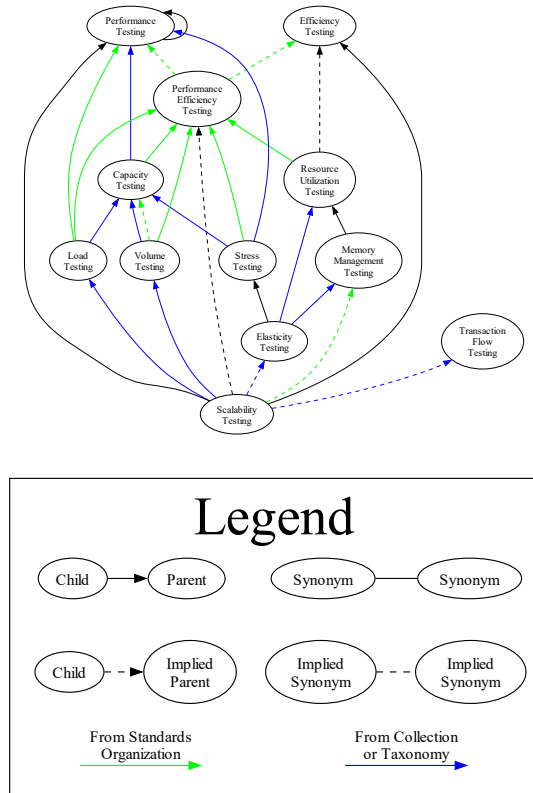 Performance
Testing
Efficiency
Testing
Performance
Efficiency
Testing
Capacity
Testing
Resource
Utilization
Testing
Load
Testing
Volume
Testing
Stress
Testing
Memory
Management
Testing
Elasticity
Testing
Transaction
Flow
Testing
Scalability
Testing
Legend
Child
Parent
Synonym
Synonym
Child
Implied
Parent
Implied
Synonym
Implied
Synonym
From Standards
Organization
From Collection
or Taxonomy